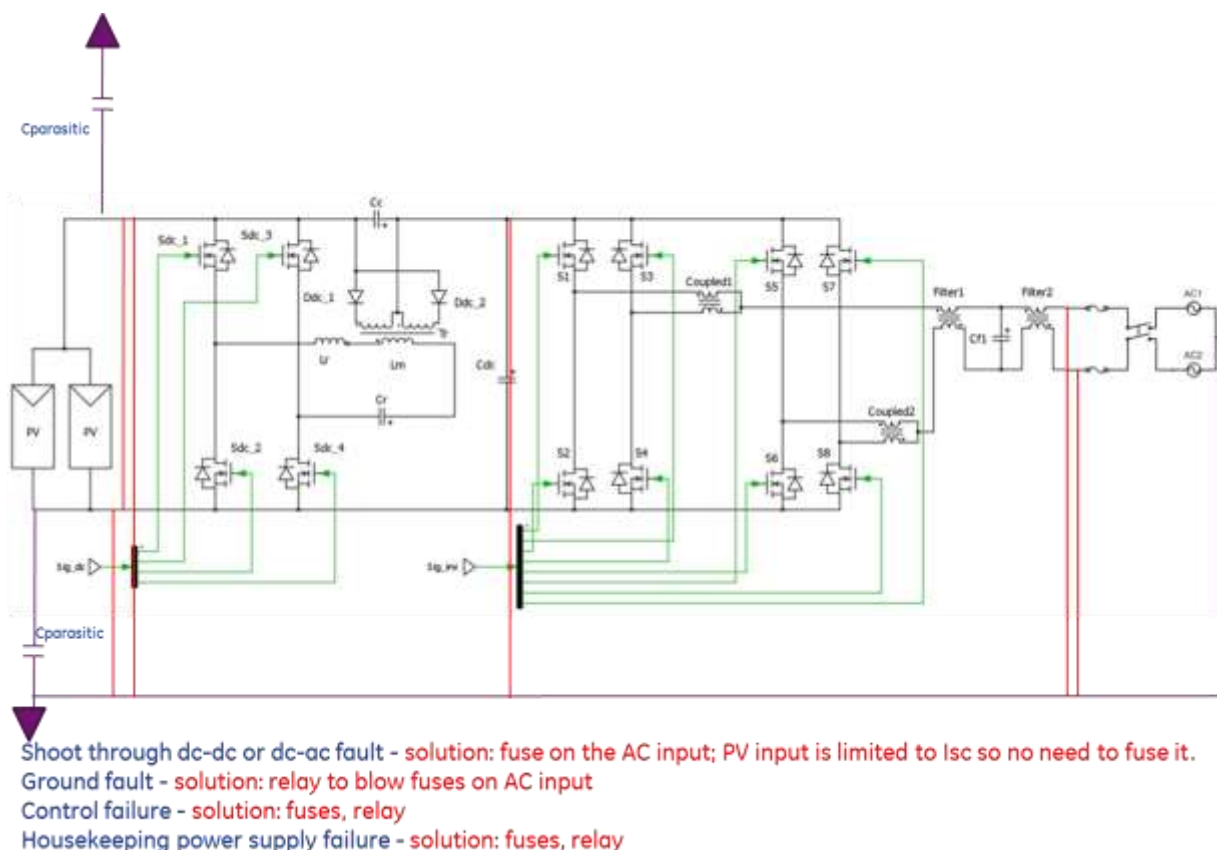 Cparasitic
Cc
Sdc_1
Sdc_3
Ddc_1
Ddc_2
Tr
Lr
Lm
Cr
Cdc
S1
S3
S5
S7
Coupled1
Filter1
Filter2
Cf1
AC1
AC2
PV
PV
Coupled2
Sdc_2
Sdc_4
S2
S4
S6
S8
Sig_dc
Sig_inv
Cparasitic
Shoot through dc-dc or dc-ac fault - solution: fuse on the AC input; PV input is limited to Isc so no need to fuse it.
Ground fault - solution: relay to blow fuses on AC input
Control failure - solution: fuses, relay
Housekeeping power supply failure - solution: fuses, relay